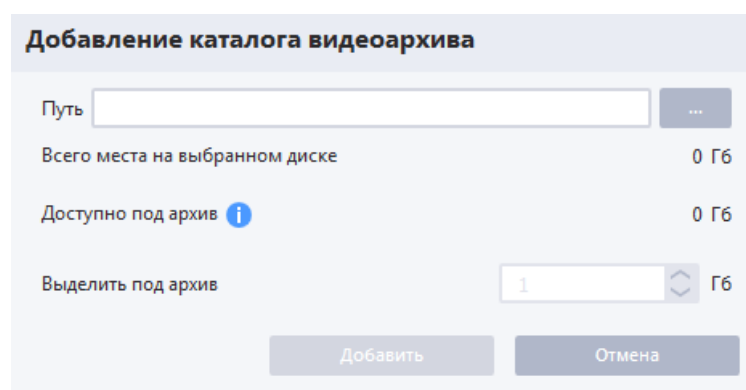 Добавление каталога видеоархива
Путь ...
Всего места на выбранном диске 0 Гб
Доступно под архив i 0 Гб
Выделить под архив 1 Гб
Добавить Отмена